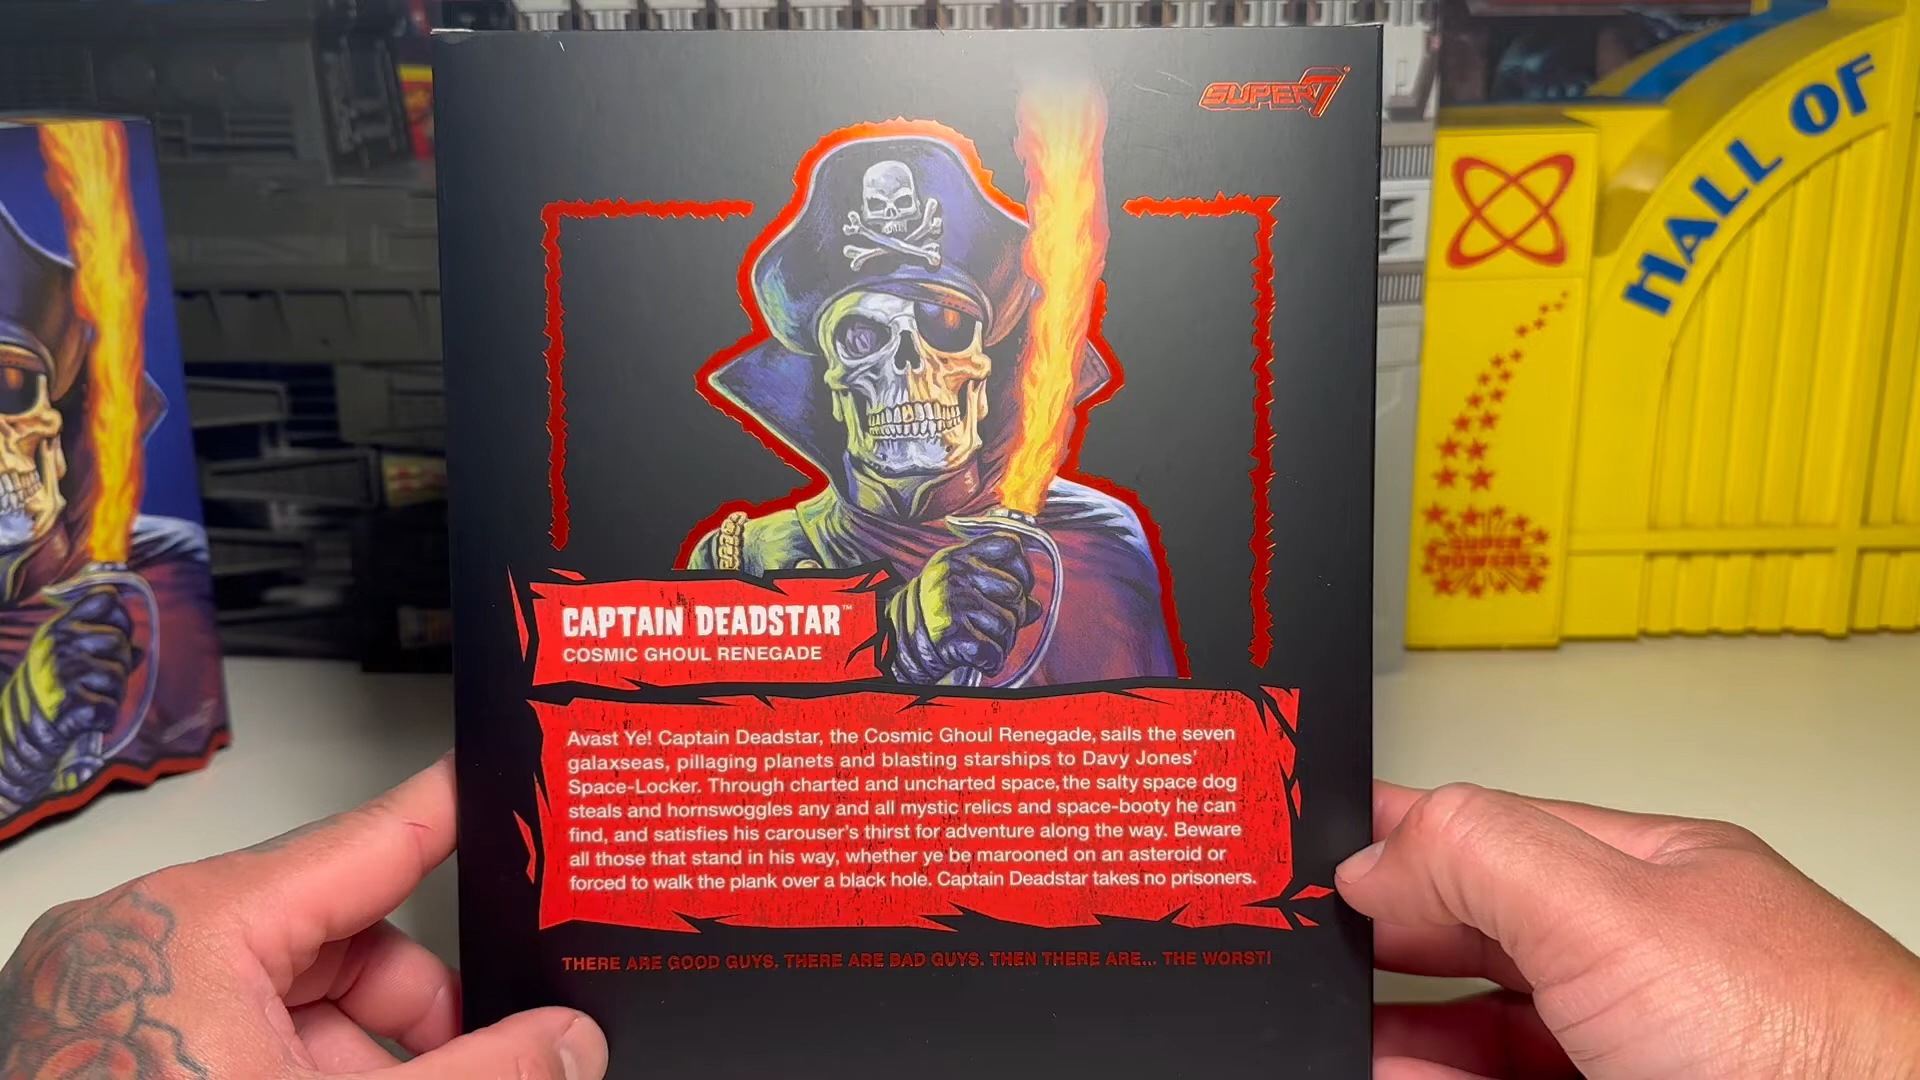 SUPER7
HALL OF
SUPER
POWERS
CAPTAIN DEADSTAR™
COSMIC GHOUL RENEGADE
Avast Ye! Captain Deadstar, the Cosmic Ghoul Renegade, sails the seven
galaxseas, pillaging planets and blasting starships to Davy Jones’
Space-Locker. Through charted and uncharted space, the salty space dog
steals and hornswoggles any and all mystic relics and space-booty he can
find, and satisfies his carouser’s thirst for adventure along the way. Beware
all those that stand in his way, whether ye be marooned on an asteroid or
forced to walk the plank over a black hole. Captain Deadstar takes no prisoners.
THERE ARE GOOD GUYS. THERE ARE BAD GUYS. THEN THERE ARE... THE WORST!